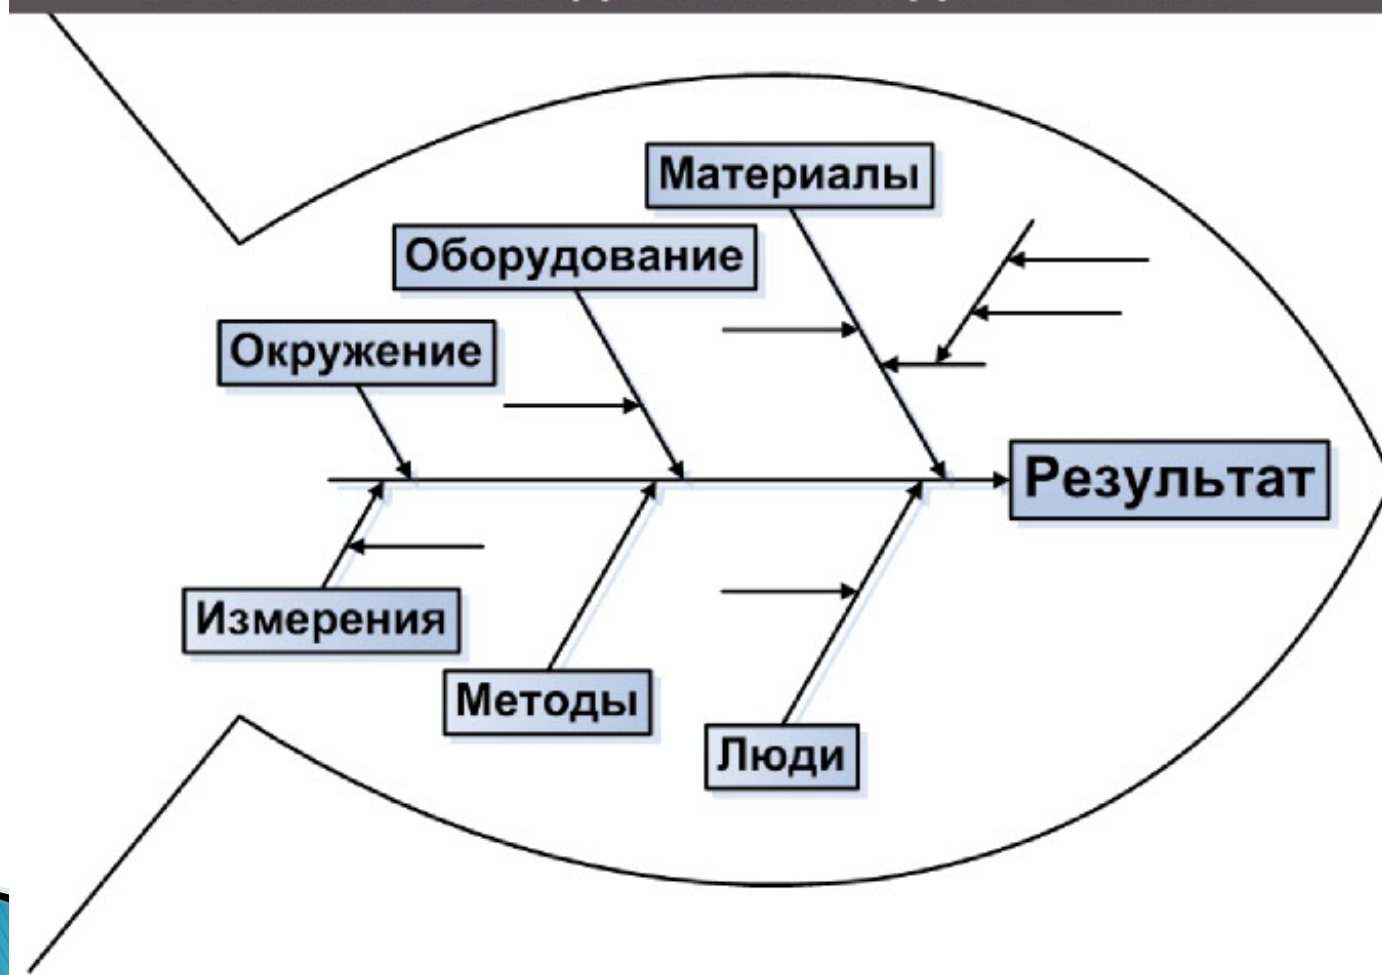 Материалы
Оборудование
Окружение
Результат
Измерения
Методы
Люди